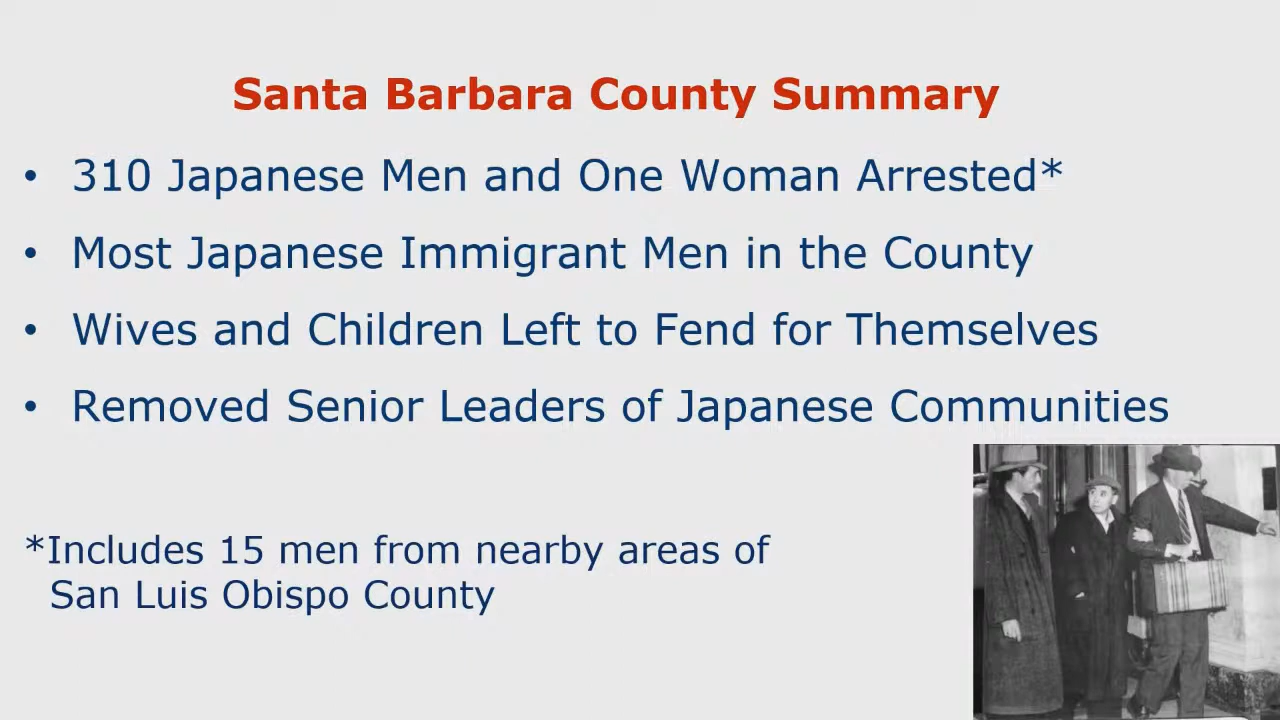 Santa Barbara County Summary
• 310 Japanese Men and One Woman Arrested*
• Most Japanese Immigrant Men in the County
• Wives and Children Left to Fend for Themselves
• Removed Senior Leaders of Japanese Communities
*Includes 15 men from nearby areas of
San Luis Obispo County